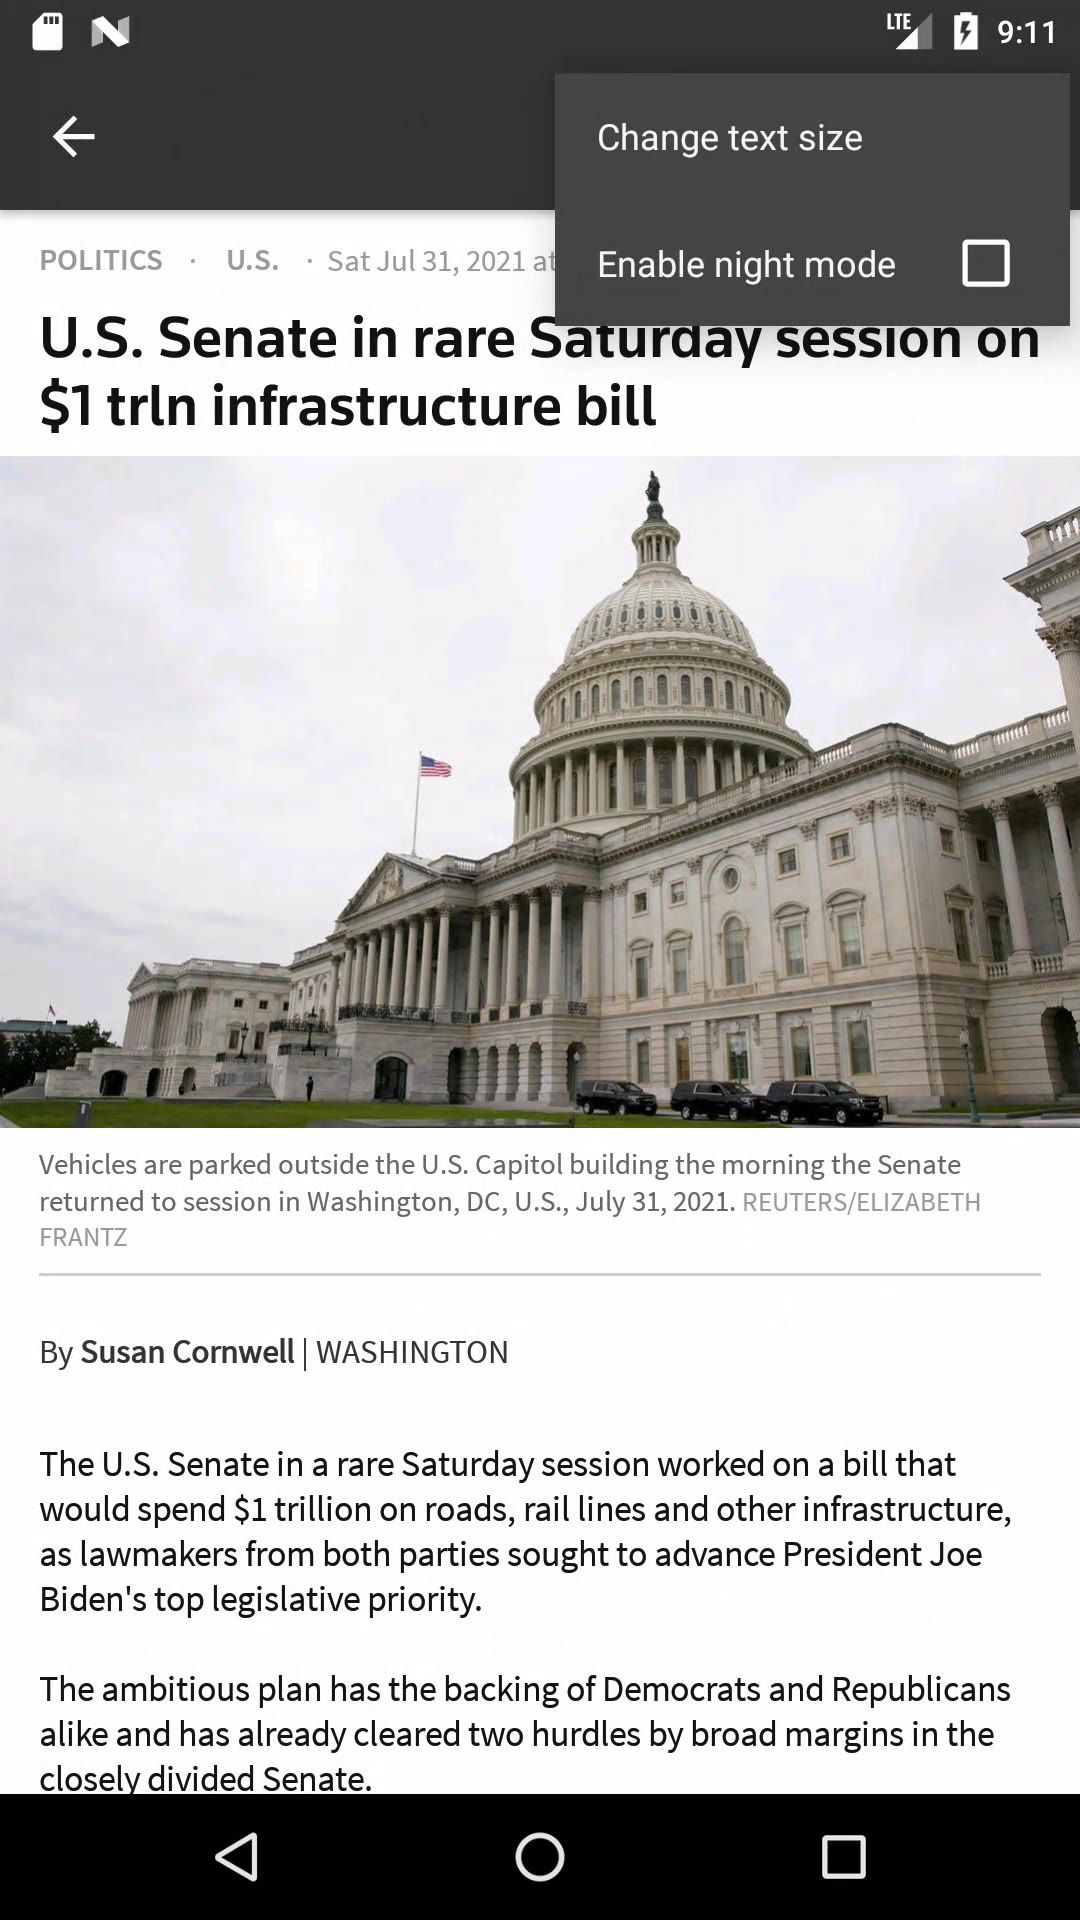 LTE 9:11
Change text size
Enable night mode
POLITICS · U.S. · Sat Jul 31, 2021 at
U.S. Senate in rare Saturday session on
$1 trln infrastructure bill
Vehicles are parked outside the U.S. Capitol building the morning the Senate
returned to session in Washington, DC, U.S., July 31, 2021. REUTERS/ELIZABETH
FRANTZ
By Susan Cornwell | WASHINGTON
The U.S. Senate in a rare Saturday session worked on a bill that
would spend $1 trillion on roads, rail lines and other infrastructure,
as lawmakers from both parties sought to advance President Joe
Biden's top legislative priority.
The ambitious plan has the backing of Democrats and Republicans
alike and has already cleared two hurdles by broad margins in the
closely divided Senate.